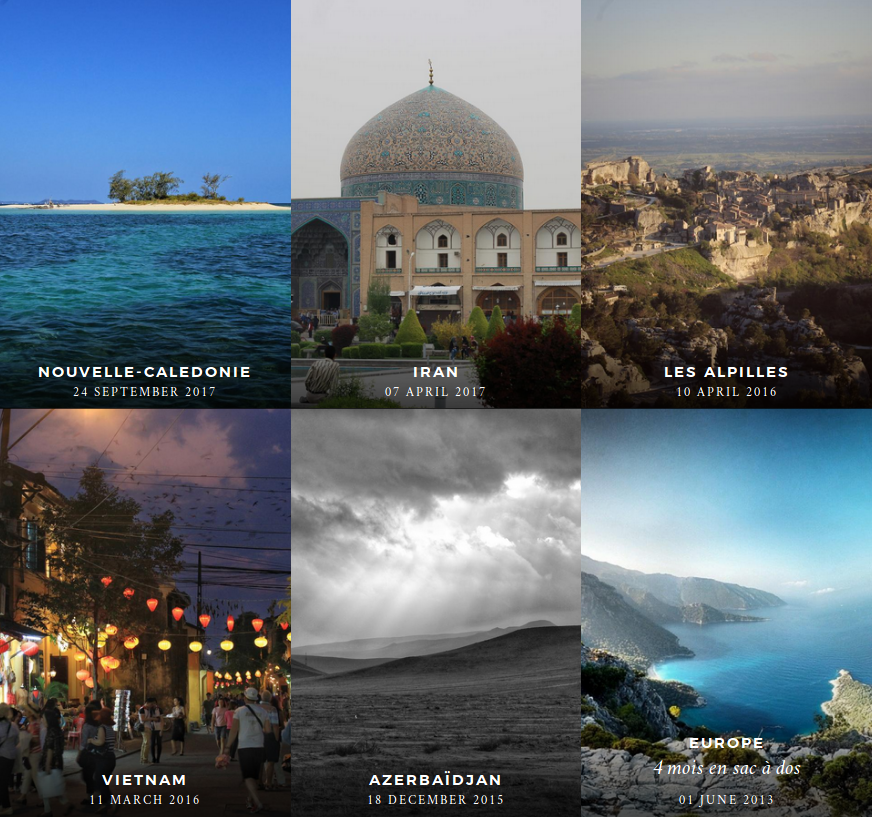 NOUVELLE-CALEDONIE
24 SEPTEMBER 2017
IRAN
07 APRIL 2017
LES ALPILLES
10 APRIL 2016
VIETNAM
11 MARCH 2016
AZERBAÏDJAN
18 DECEMBER 2015
EUROPE
4 mois en sac à dos
01 JUNE 2013